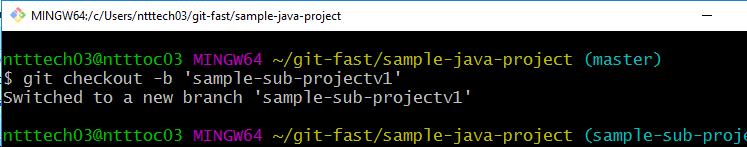 MINGW64:/c/Users/ntttech03/git-fast/sample-java-project
ntttech03@ntttoc03 MINGW64 ~/git-fast/sample-java-project (master)
$ git checkout -b 'sample-sub-projectv1'
Switched to a new branch 'sample-sub-projectv1'
ntttech03@ntttoc03 MINGW64 ~/git-fast/sample-java-project (sample-sub-proje